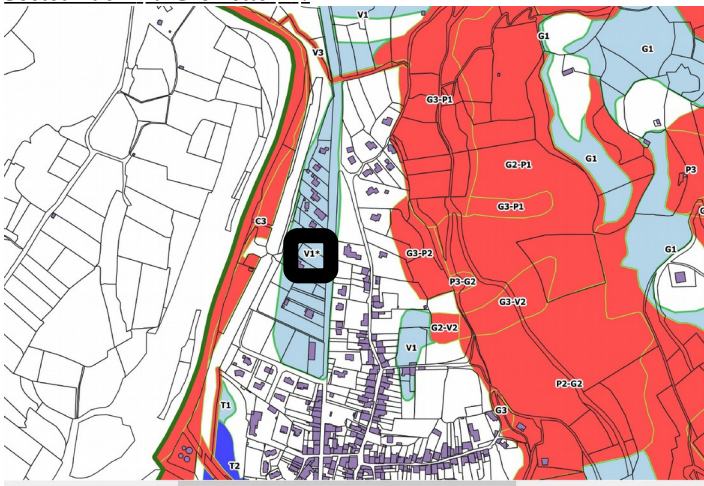 V1
V3
G1
G1
G3-P1
G2-P1
G1
P3
G3-P1
C3
V1*
G3-P2
G1
P3-G2
G3-V2
G2-V2
V1
P2-G2
T1
G3
T2